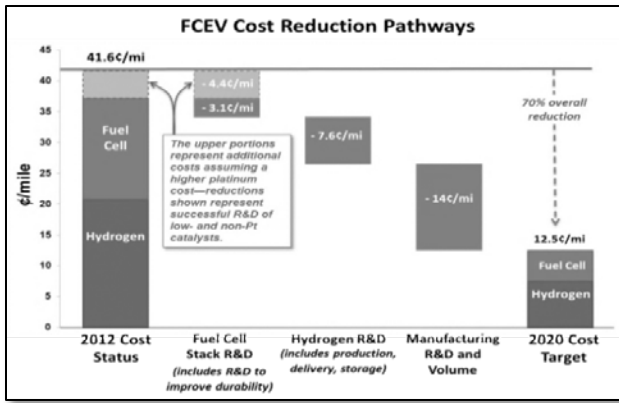 FCEV Cost Reduction Pathways
41.6¢/mi
45
40
35
30
25
20
15
10
5
0
¢/mile
Fuel
Cell
Hydrogen
- 4.4¢/mi
- 3.1¢/mi
The upper portions
represent additional
costs assuming a
higher platinum
cost—reductions
shown represent
successful R&D of
low- and non-Pt
catalysts.
- 7.6¢/mi
- 14¢/mi
70% overall
reduction
12.5¢/mi
Fuel Cell
Hydrogen
2012 Cost
Status
Fuel Cell
Stack R&D
(includes R&D to
improve durability)
Hydrogen R&D
(includes production,
delivery, storage)
Manufacturing
R&D and
Volume
2020 Cost
Target